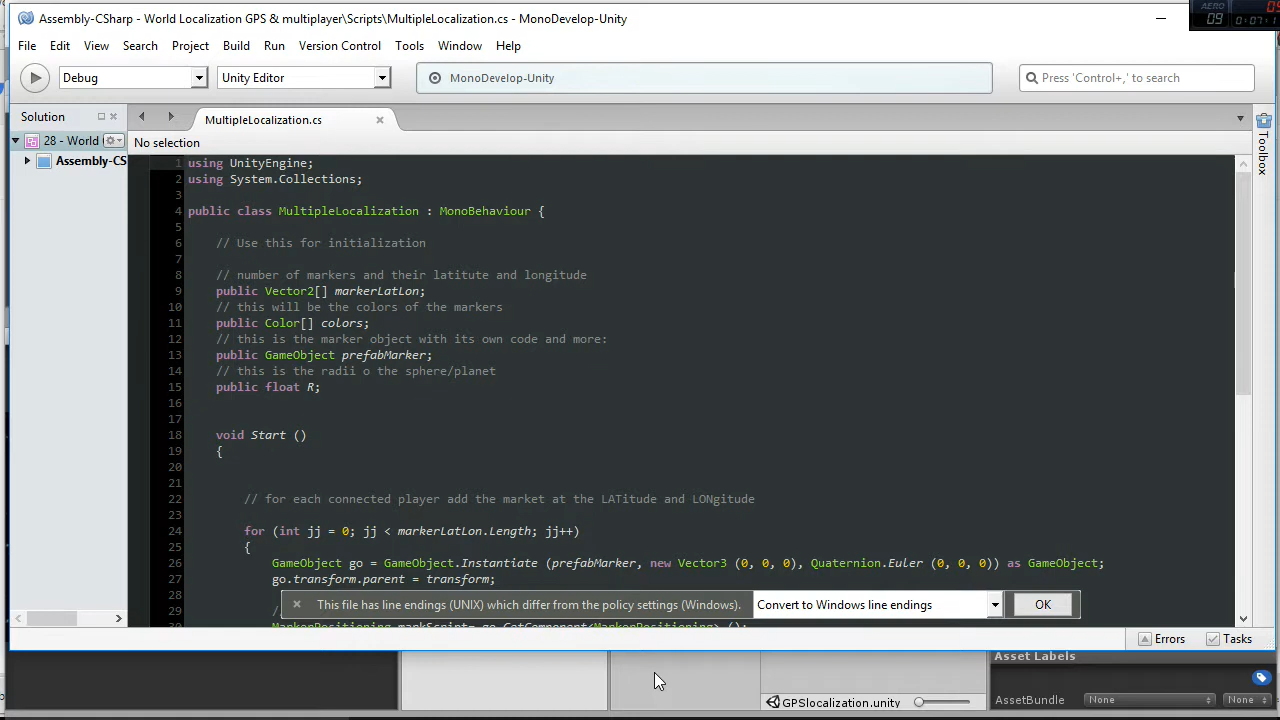 Assembly-CSharp - World Localization GPS & multiplayer\Scripts\MultipleLocalization.cs - MonoDevelop-Unity
AERO
09
File Edit View Search Project Build Run Version Control Tools Window Help
Debug Unity Editor MonoDevelop-Unity Press 'Control+,' to search
Solution MultipleLocalization.cs
28 - World No selection
Assembly-CS
Toolbox
1 using UnityEngine;
2 using System.Collections;
3
4 public class MultipleLocalization : MonoBehaviour {
5
6 // Use this for initialization
7
8 // number of markers and their latitute and longitude
9 public Vector2[] markerLatLon;
10 // this will be the colors of the markers
11 public Color[] colors;
12 // this is the marker object with its own code and more:
13 public GameObject prefabMarker;
14 // this is the radii o the sphere/planet
15 public float R;
16
17
18 void Start ()
19 {
20
21
22 // for each connected player add the market at the LATitude and LONgitude
23
24 for (int jj = 0; jj < markerLatLon.Length; jj++)
25 {
26 GameObject go = GameObject.Instantiate (prefabMarker, new Vector3 (0, 0, 0), Quaternion.Euler (0, 0, 0)) as GameObject;
27 go.transform.parent = transform;
28
29
This file has line endings (UNIX) which differ from the policy settings (Windows). Convert to Windows line endings OK
30 MarkerPositioning markScript= go.GetComponent<MarkerPositioning> ();
Errors Tasks
Asset Labels
GPSlocalization.unity
AssetBundle None None